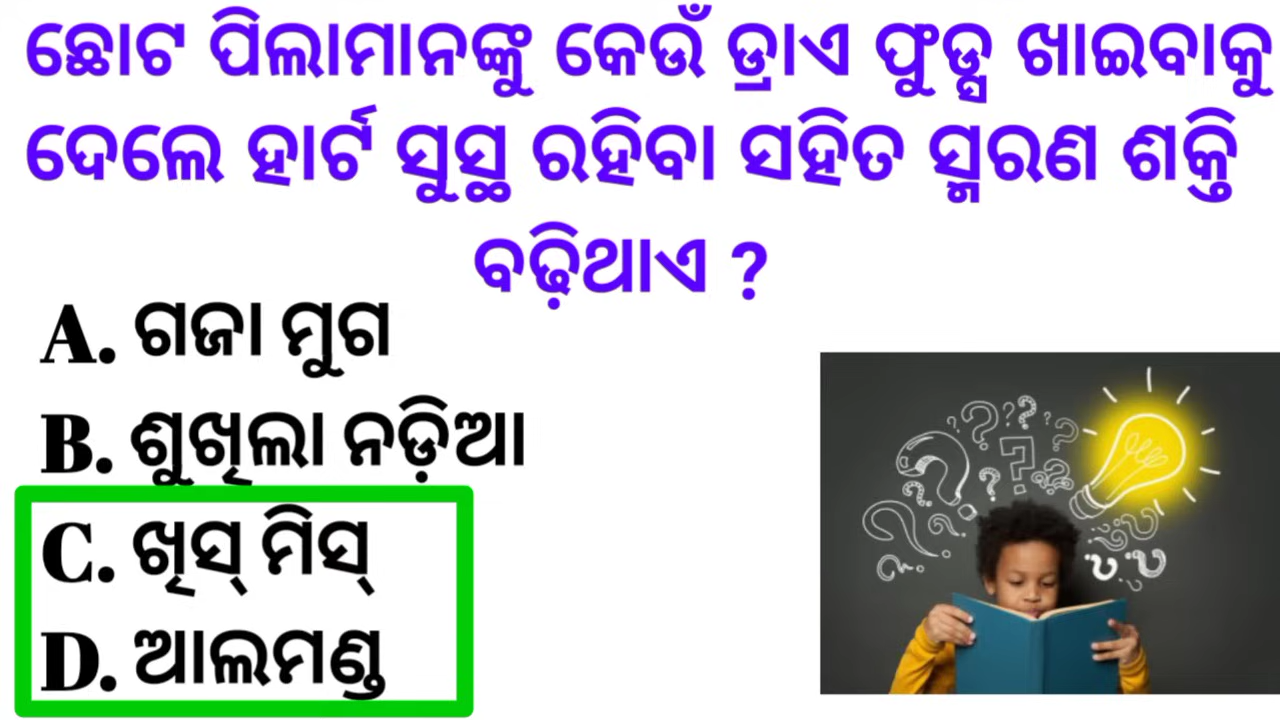 ଛୋଟ ପିଲାମାନଙ୍କୁ କେଉଁ ଡ୍ରାଏ ଫୁଡ୍ସ ଖାଇବାକୁ
ଦେଲେ ହାର୍ଟ ସୁସ୍ଥ ରହିବା ସହିତ ସ୍ମରଣ ଶକ୍ତି
ବଢ଼ିଥାଏ ?
A. ଗଜା ମୁଗ
B. ଶୁଖିଲା ନଡ଼ିଆ
C. ଖିସ୍ ମିସ୍
D. ଆଲମଣ୍ଡ